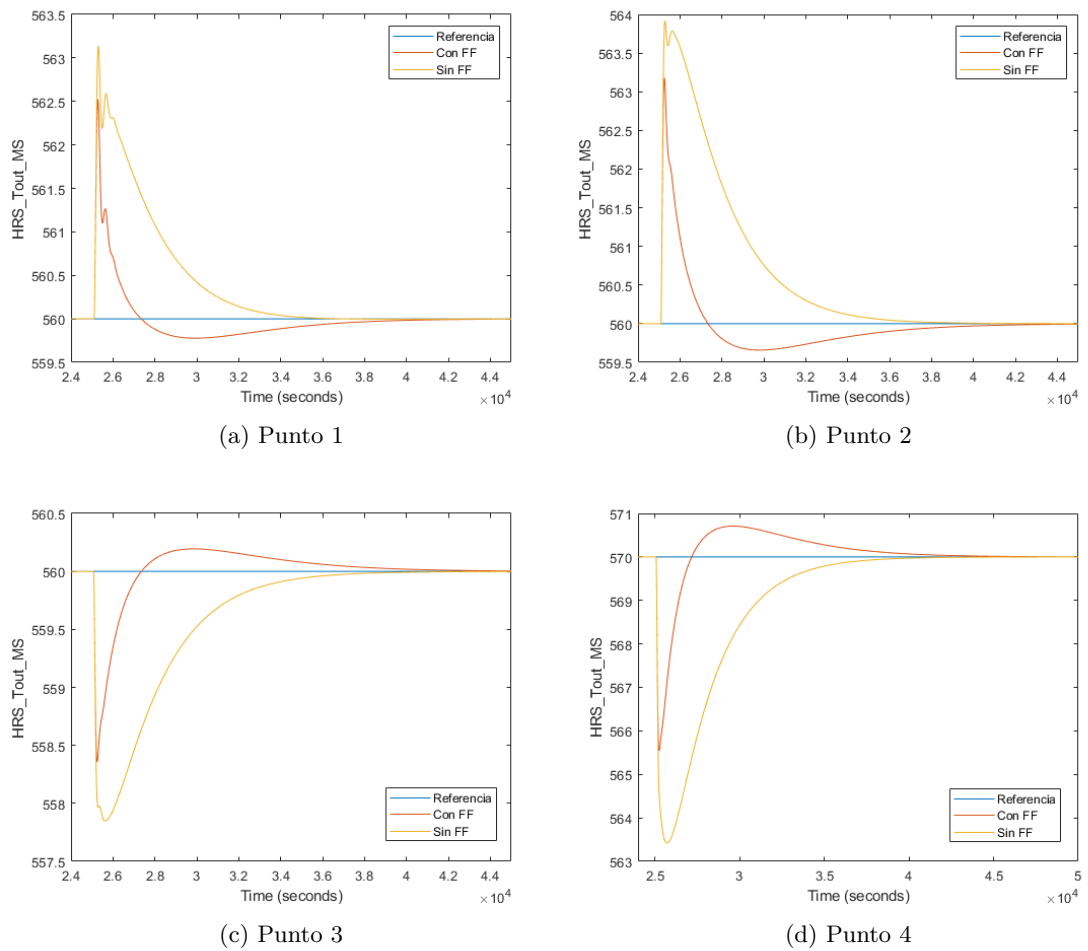 563.5
563
562.5
562
561.5
561
560.5
560
559.5
HRS_Tout_MS
Referencia
Con FF
Sin FF
2.4 2.6 2.8 3 3.2 3.4 3.6 3.8 4 4.2 4.4
Time (seconds)
×10⁴
(a) Punto 1
564
563.5
563
562.5
562
561.5
561
560.5
560
559.5
HRS_Tout_MS
Referencia
Con FF
Sin FF
2.4 2.6 2.8 3 3.2 3.4 3.6 3.8 4 4.2 4.4
Time (seconds)
×10⁴
(b) Punto 2
560.5
560
559.5
559
558.5
558
557.5
HRS_Tout_MS
Referencia
Con FF
Sin FF
2.4 2.6 2.8 3 3.2 3.4 3.6 3.8 4 4.2 4.4
Time (seconds)
×10⁴
(c) Punto 3
571
570
569
568
567
566
565
564
563
HRS_Tout_MS
Referencia
Con FF
Sin FF
2.5 3 3.5 4 4.5 5
Time (seconds)
×10⁴
(d) Punto 4